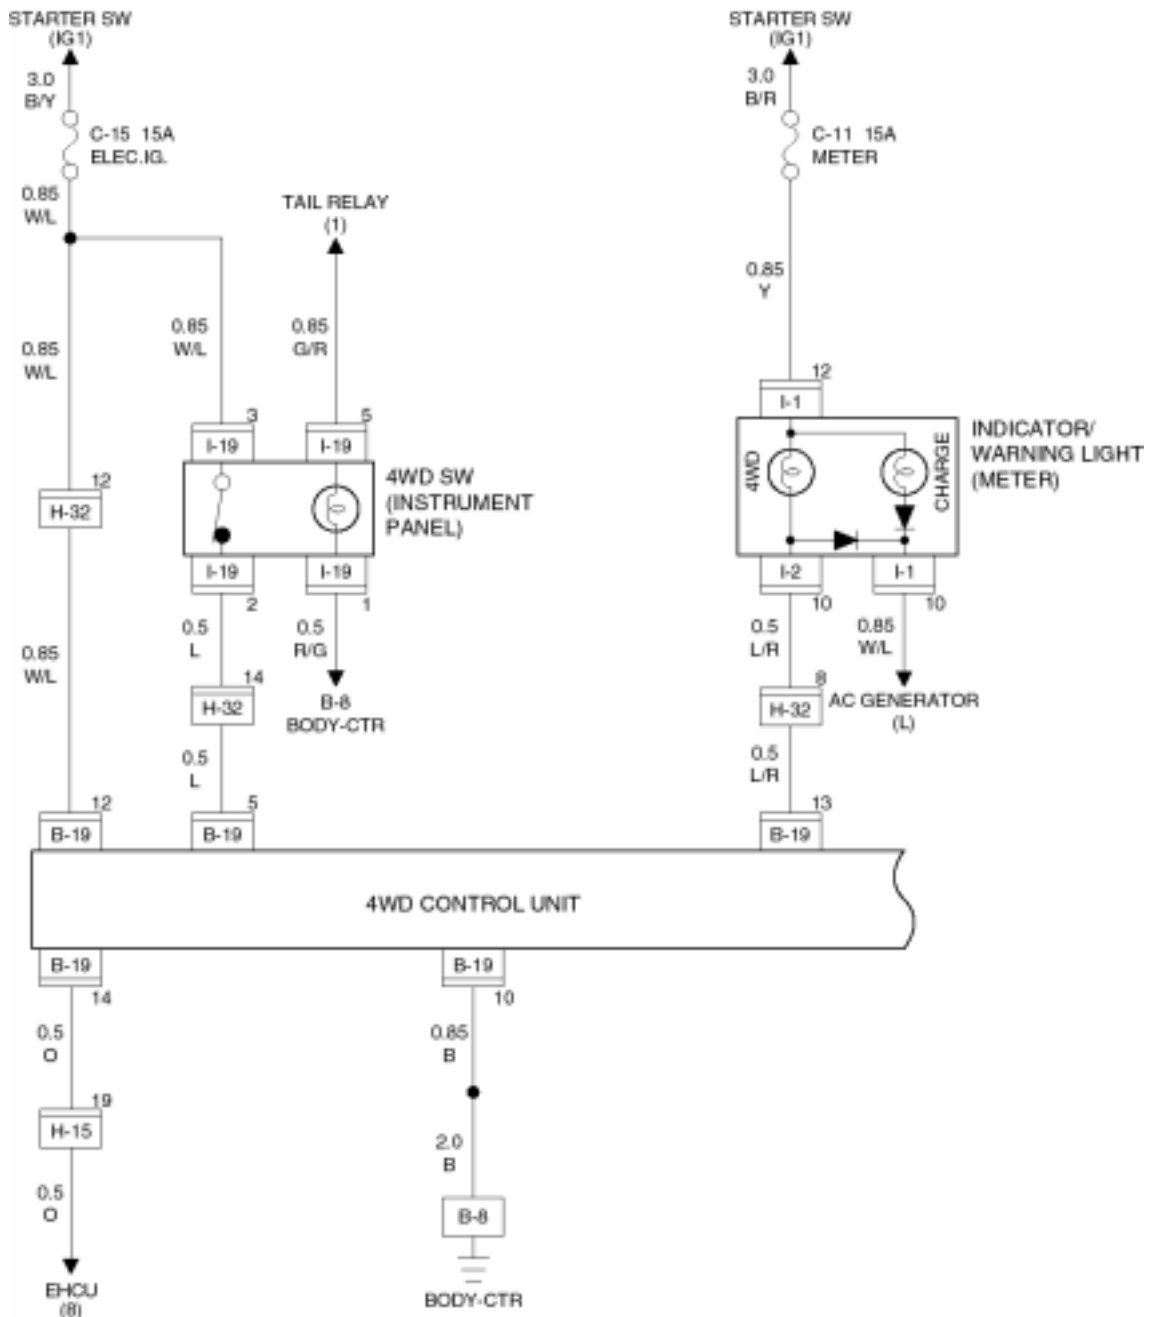 STARTER SW
(IG1)
3.0
B/Y
C-15 15A
ELEC.IG.
0.85
W/L
TAIL RELAY
(1)
0.85
W/L
0.85
W/L
0.85
G/R
3
I-19
5
I-19
4WD SW
(INSTRUMENT
PANEL)
12
H-32
I-19
2
I-19
1
0.5
L
0.5
R/G
0.85
W/L
14
H-32
B-8
BODY-CTR
0.5
L
12
B-19
5
B-19
STARTER SW
(IG1)
3.0
B/R
C-11 15A
METER
0.85
Y
12
I-1
4WD
CHARGE
INDICATOR/
WARNING LIGHT
(METER)
I-2
10
I-1
10
0.5
L/R
0.85
W/L
8
H-32
AC GENERATOR
(L)
0.5
L/R
13
B-19
4WD CONTROL UNIT
B-19
14
B-19
10
0.5
O
0.85
B
19
H-15
2.0
B
0.5
O
B-8
EHCU
(8)
BODY-CTR